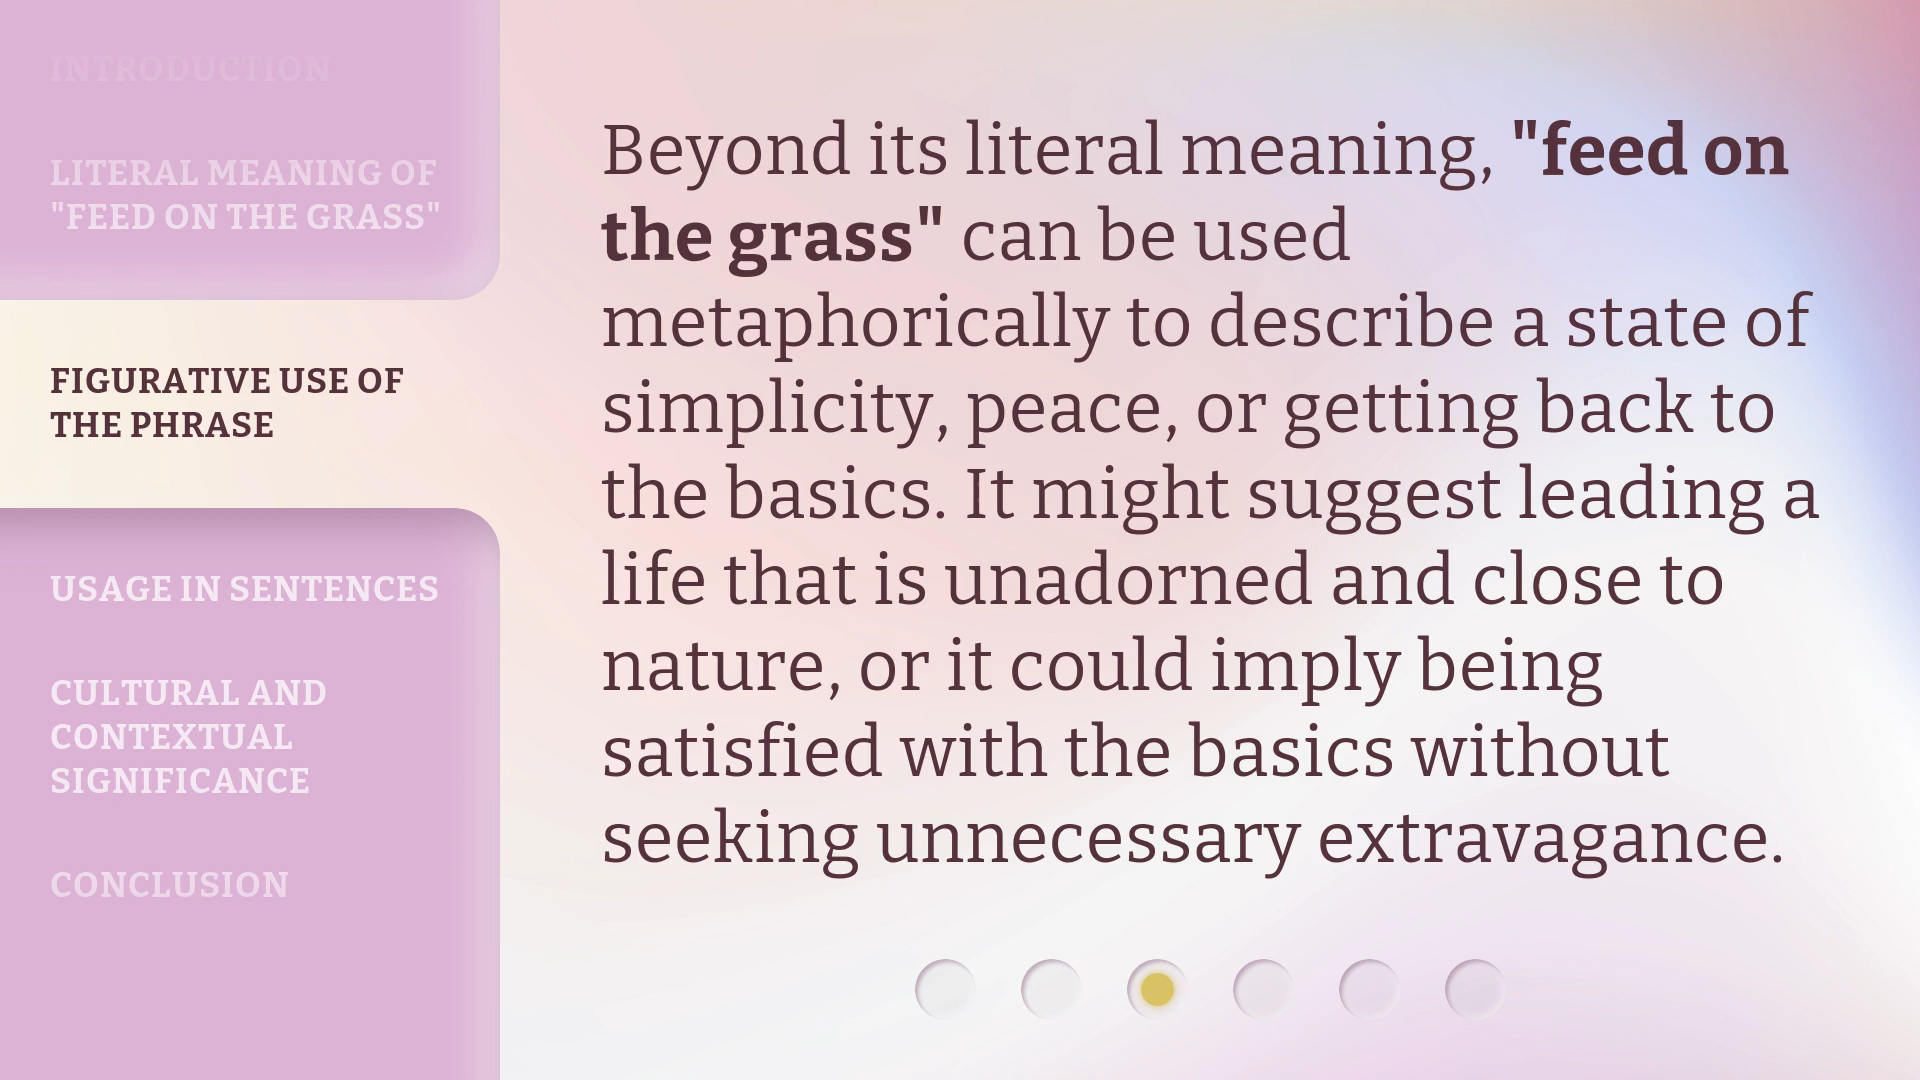 INTRODUCTION
LITERAL MEANING OF
"FEED ON THE GRASS"
FIGURATIVE USE OF
THE PHRASE
USAGE IN SENTENCES
CULTURAL AND
CONTEXTUAL
SIGNIFICANCE
CONCLUSION
Beyond its literal meaning, "feed on
the grass" can be used
metaphorically to describe a state of
simplicity, peace, or getting back to
the basics. It might suggest leading a
life that is unadorned and close to
nature, or it could imply being
satisfied with the basics without
seeking unnecessary extravagance.